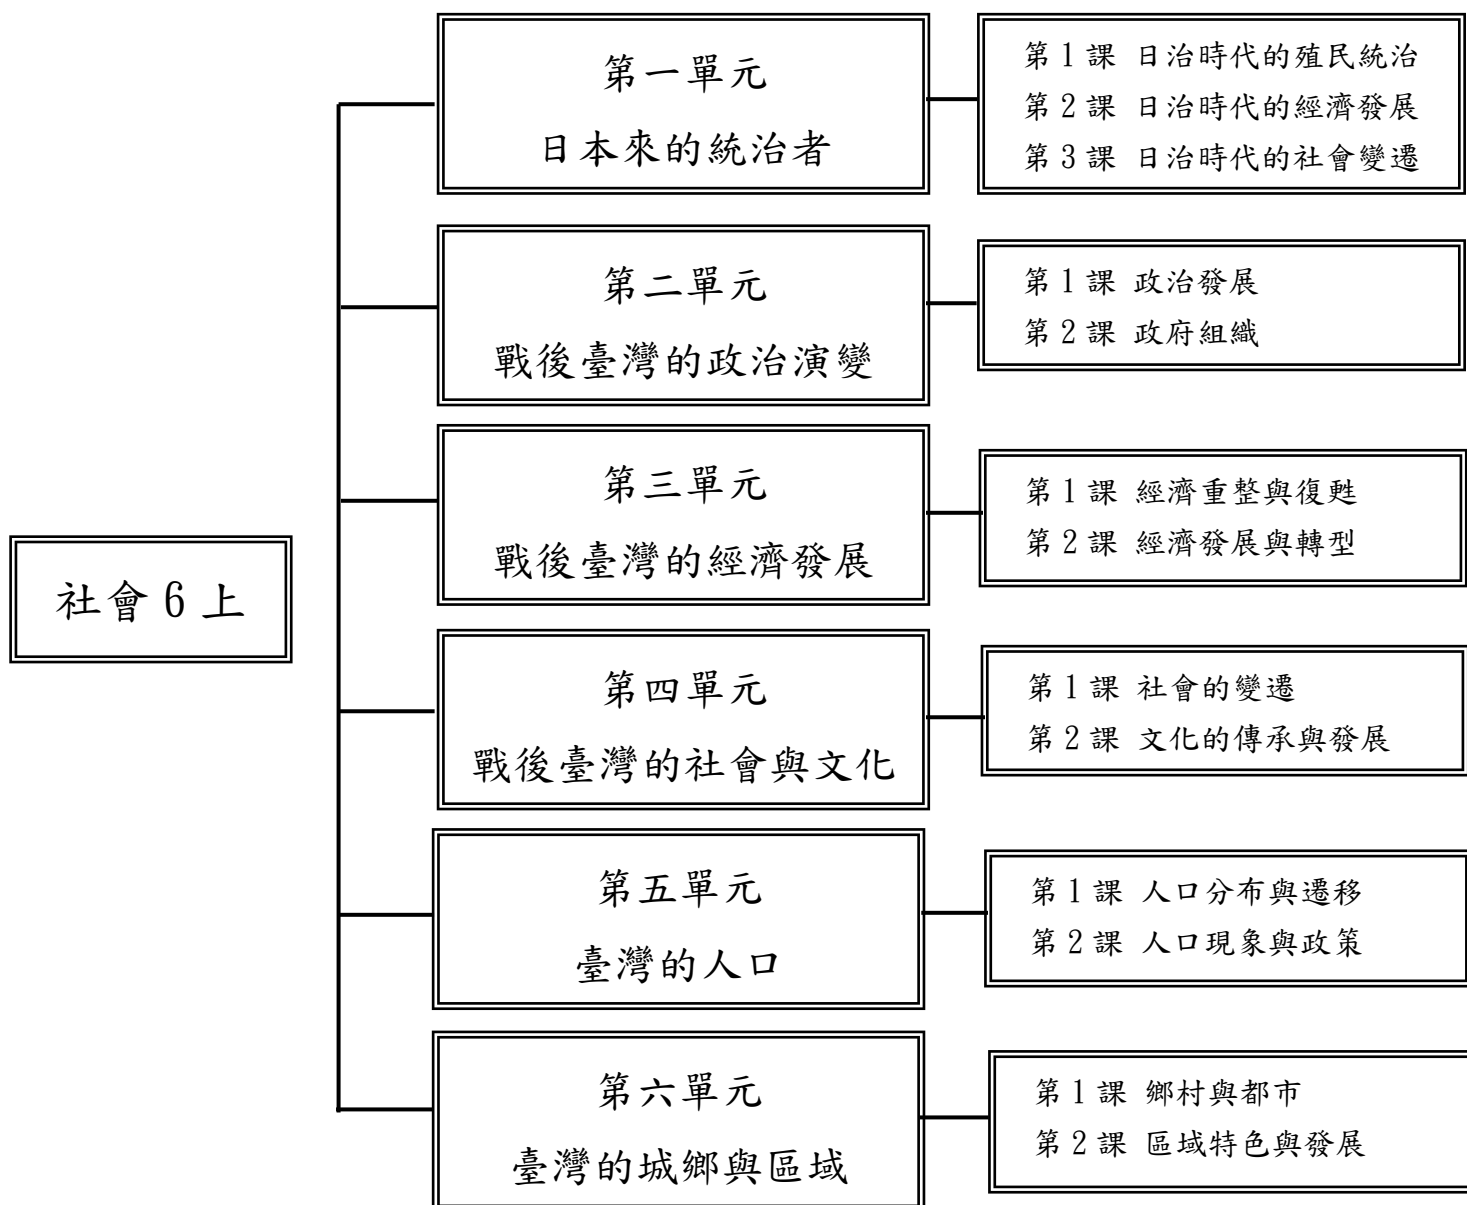 社會6上
第一單元
日本來的統治者
第1課 日治時代的殖民統治
第2課 日治時代的經濟發展
第3課 日治時代的社會變遷
第二單元
戰後臺灣的政治演變
第1課 政治發展
第2課 政府組織
第三單元
戰後臺灣的經濟發展
第1課 經濟重整與復甦
第2課 經濟發展與轉型
第四單元
戰後臺灣的社會與文化
第1課 社會的變遷
第2課 文化的傳承與發展
第五單元
臺灣的人口
第1課 人口分布與遷移
第2課 人口現象與政策
第六單元
臺灣的城鄉與區域
第1課 鄉村與都市
第2課 區域特色與發展